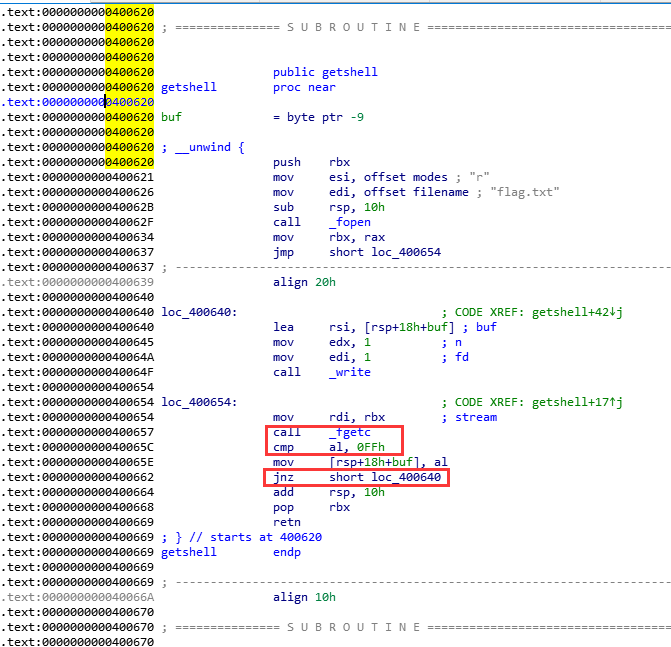 .text:0000000000400620
.text:0000000000400620 ; =============== S U B R O U T I N E =======================================
.text:0000000000400620
.text:0000000000400620
.text:0000000000400620                 public getshell
.text:0000000000400620 getshell        proc near
.text:0000000000400620
.text:0000000000400620 buf             = byte ptr -9
.text:0000000000400620
.text:0000000000400620 ; __unwind {
.text:0000000000400620                 push    rbx
.text:0000000000400621                 mov     esi, offset modes ; "r"
.text:0000000000400626                 mov     edi, offset filename ; "flag.txt"
.text:000000000040062B                 sub     rsp, 10h
.text:000000000040062F                 call    _fopen
.text:0000000000400634                 mov     rbx, rax
.text:0000000000400637                 jmp     short loc_400654
.text:0000000000400637 ; ---------------------------------------------------------------------------
.text:0000000000400639                 align 20h
.text:0000000000400640
.text:0000000000400640 loc_400640:                             ; CODE XREF: getshell+42↓j
.text:0000000000400640                 lea     rsi, [rsp+18h+buf] ; buf
.text:0000000000400645                 mov     edx, 1          ; n
.text:000000000040064A                 mov     edi, 1          ; fd
.text:000000000040064F                 call    _write
.text:0000000000400654
.text:0000000000400654 loc_400654:                             ; CODE XREF: getshell+17↑j
.text:0000000000400654                 mov     rdi, rbx        ; stream
.text:0000000000400657                 call    _fgetc
.text:000000000040065C                 cmp     al, 0FFh
.text:000000000040065E                 mov     [rsp+18h+buf], al
.text:0000000000400662                 jnz     short loc_400640
.text:0000000000400664                 add     rsp, 10h
.text:0000000000400668                 pop     rbx
.text:0000000000400669                 retn
.text:0000000000400669 ; } // starts at 400620
.text:0000000000400669 getshell        endp
.text:0000000000400669
.text:0000000000400669 ; ---------------------------------------------------------------------------
.text:000000000040066A                 align 10h
.text:0000000000400670
.text:0000000000400670 ; =============== S U B R O U T I N E =======================================
.text:0000000000400670